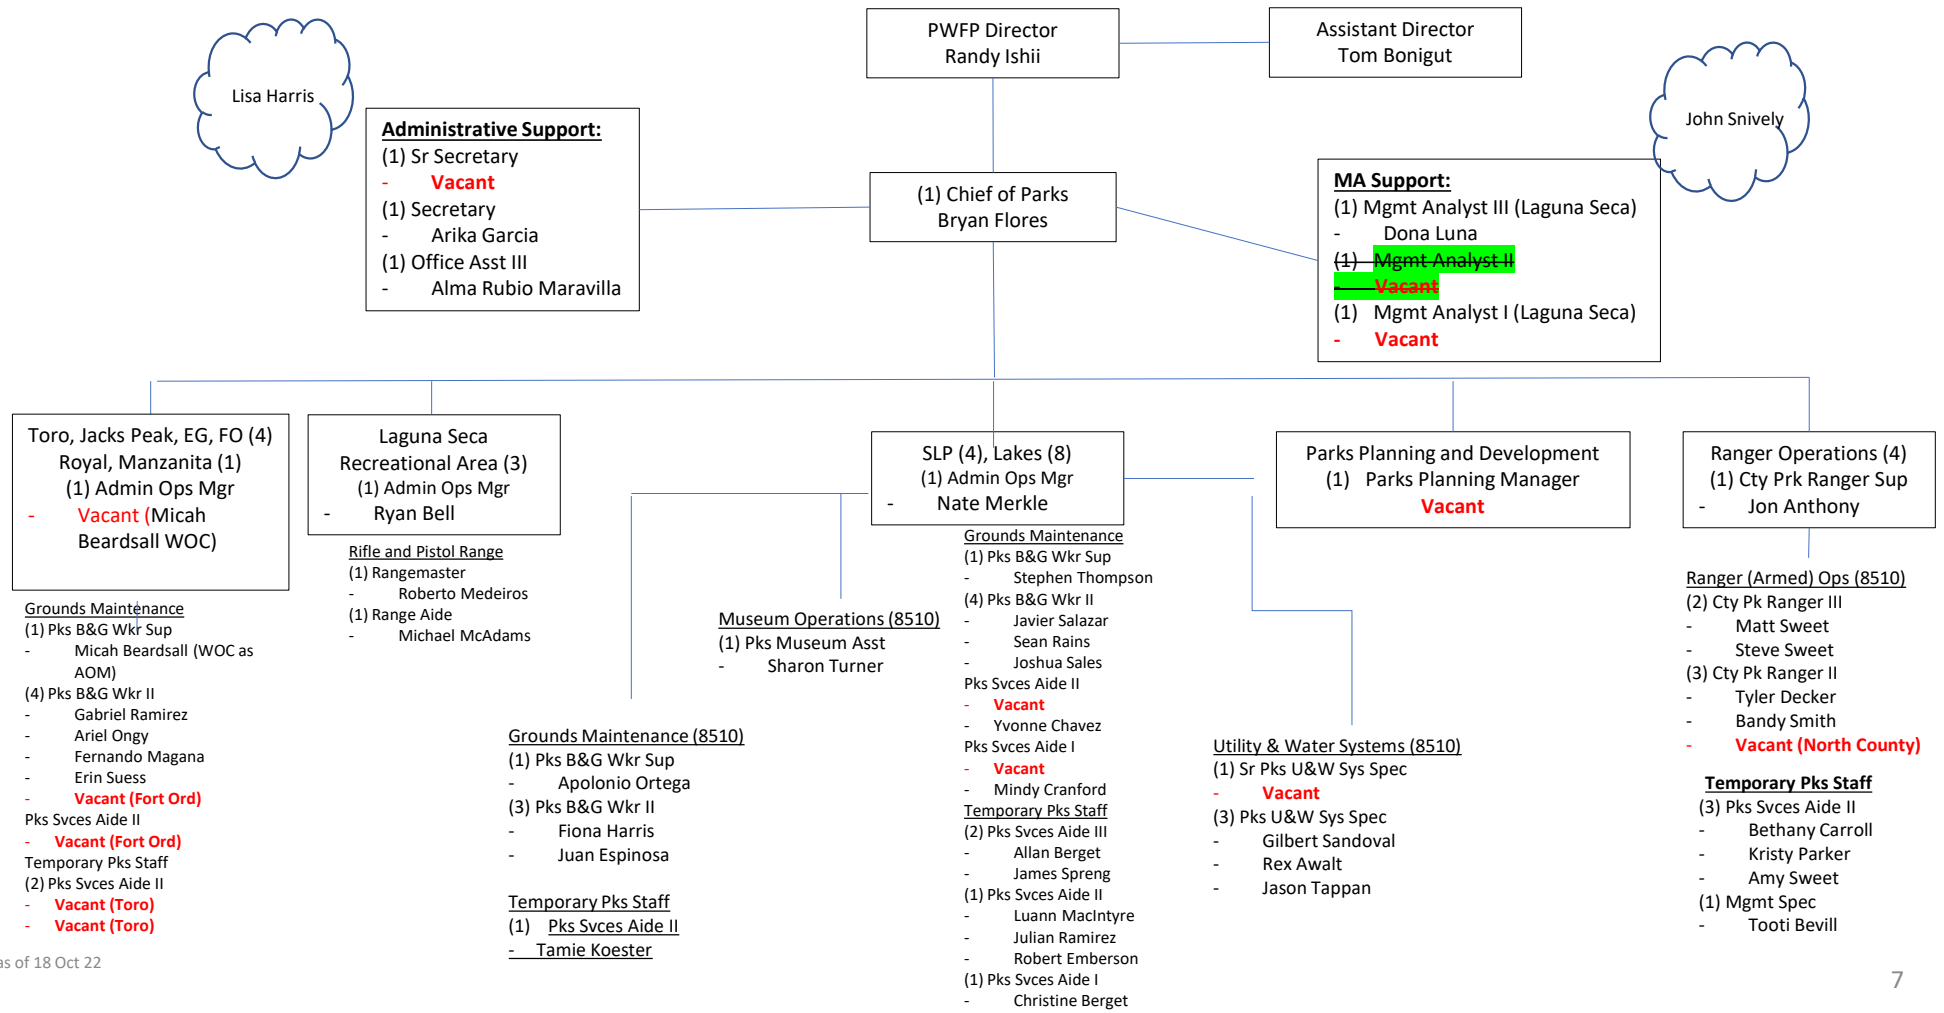 PWFP Director
Randy Ishii
Assistant Director
Tom Bonigut
Lisa Harris
John Snively
Administrative Support:
(1) Sr Secretary
- Vacant
(1) Secretary
- Arika Garcia
(1) Office Asst III
- Alma Rubio Maravilla
(1) Chief of Parks
Bryan Flores
MA Support:
(1) Mgmt Analyst III (Laguna Seca)
- Dona Luna
(1) Mgmt Analyst II
- Vacant
(1) Mgmt Analyst I (Laguna Seca)
- Vacant
Toro, Jacks Peak, EG, FO (4)
Royal, Manzanita (1)
(1) Admin Ops Mgr
- Vacant (Micah
Beardsall WOC)
Grounds Maintenance
(1) Pks B&G Wkr Sup
- Micah Beardsall (WOC as
AOM)
(4) Pks B&G Wkr II
- Gabriel Ramirez
- Ariel Ongy
- Fernando Magana
- Erin Suess
- Vacant (Fort Ord)
Pks Svces Aide II
- Vacant (Fort Ord)
Temporary Pks Staff
(2) Pks Svces Aide II
- Vacant (Toro)
- Vacant (Toro)
Laguna Seca
Recreational Area (3)
(1) Admin Ops Mgr
- Ryan Bell
Rifle and Pistol Range
(1) Rangemaster
- Roberto Medeiros
(1) Range Aide
- Michael McAdams
SLP (4), Lakes (8)
(1) Admin Ops Mgr
- Nate Merkle
Grounds Maintenance (8510)
(1) Pks B&G Wkr Sup
- Apolonio Ortega
(3) Pks B&G Wkr II
- Fiona Harris
- Juan Espinosa
Temporary Pks Staff
(1) Pks Svces Aide II
- Tamie Koester
Museum Operations (8510)
(1) Pks Museum Asst
- Sharon Turner
Grounds Maintenance
(1) Pks B&G Wkr Sup
- Stephen Thompson
(4) Pks B&G Wkr II
- Javier Salazar
- Sean Rains
- Joshua Sales
Pks Svces Aide II
- Vacant
- Yvonne Chavez
Pks Svces Aide I
- Vacant
- Mindy Cranford
Temporary Pks Staff
(2) Pks Svces Aide III
- Allan Berget
- James Spreng
(1) Pks Svces Aide II
- Luann MacIntyre
- Julian Ramirez
- Robert Emberson
(1) Pks Svces Aide I
- Christine Berget
Utility & Water Systems (8510)
(1) Sr Pks U&W Sys Spec
- Vacant
(3) Pks U&W Sys Spec
- Gilbert Sandoval
- Rex Awalt
- Jason Tappan
Parks Planning and Development
(1) Parks Planning Manager
Vacant
Ranger Operations (4)
(1) Cty Prk Ranger Sup
- Jon Anthony
Ranger (Armed) Ops (8510)
(2) Cty Pk Ranger III
- Matt Sweet
- Steve Sweet
(3) Cty Pk Ranger II
- Tyler Decker
- Bandy Smith
- Vacant (North County)
Temporary Pks Staff
(3) Pks Svces Aide II
- Bethany Carroll
- Kristy Parker
- Amy Sweet
(1) Mgmt Spec
- Tooti Bevill
as of 18 Oct 22
7